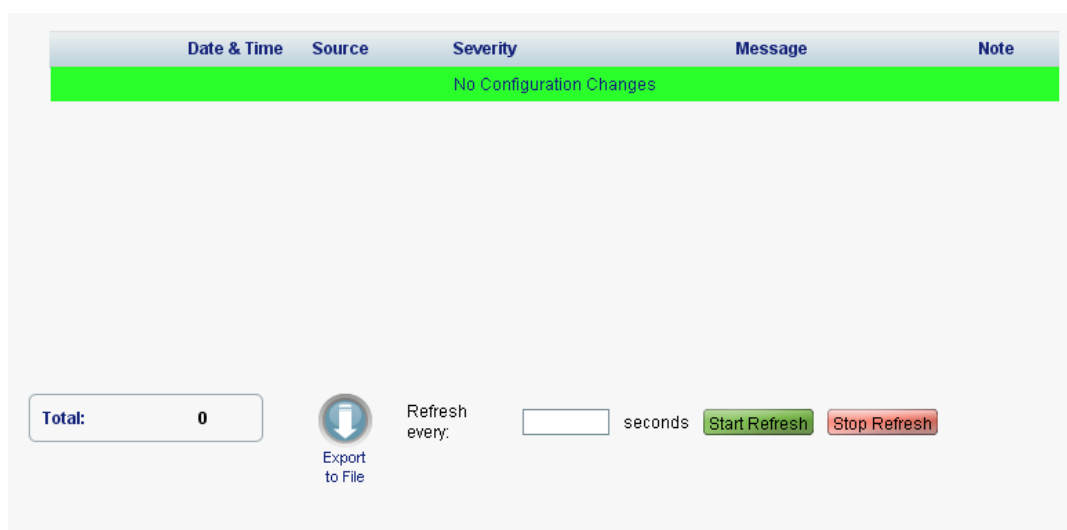 Date & Time Source Severity Message Note
No Configuration Changes
Total: 0
Export
to File
Refresh
every:
seconds
Start Refresh
Stop Refresh